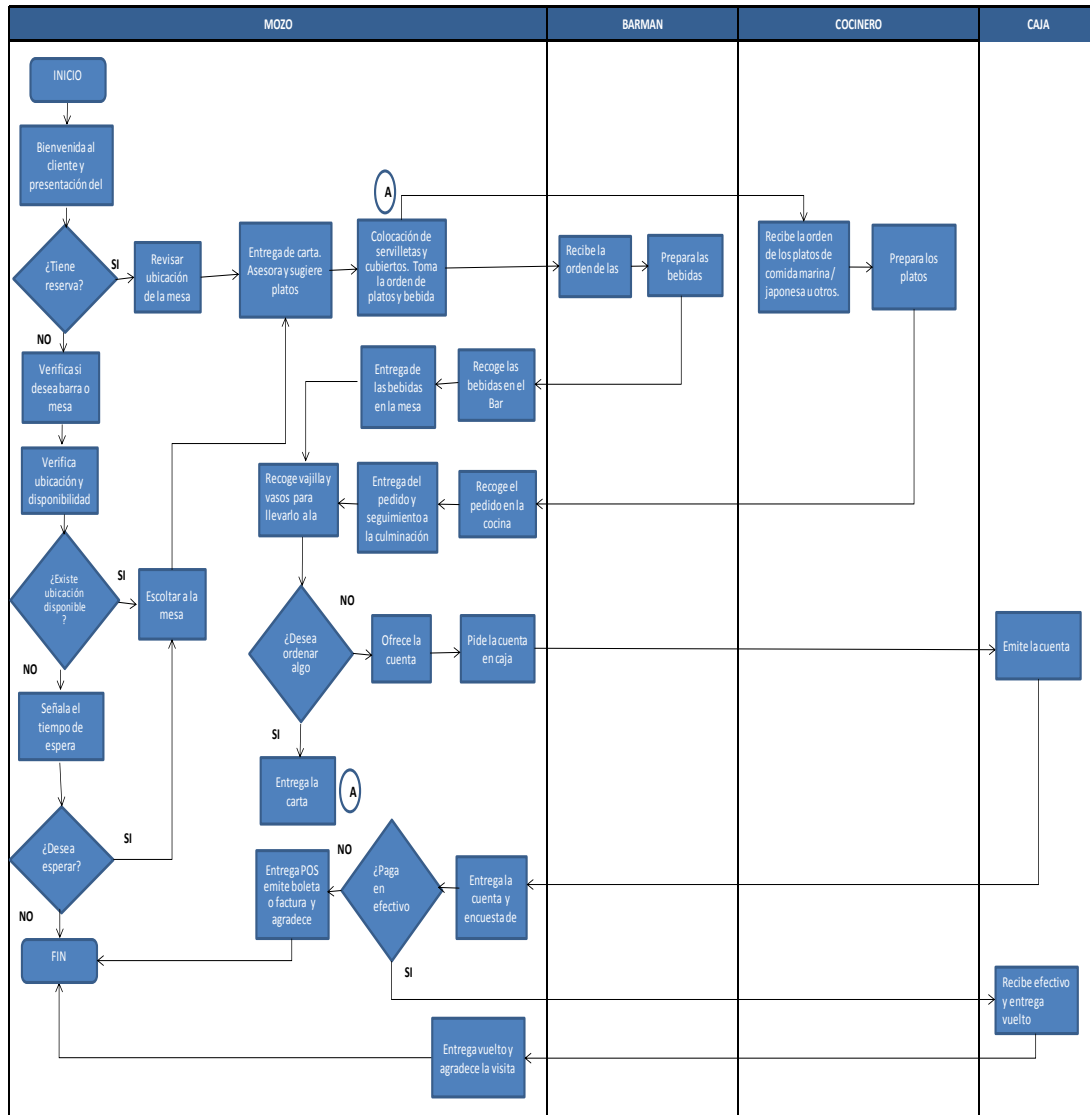 MOZO
BARMAN
COCINERO
CAJA
INICIO
Bienvenida al
cliente y
presentación del
¿Tiene
reserva?
SI
Revisar
ubicación
de la mesa
Entrega de carta.
Asesora y sugiere
platos
A
Colocación de
servilletas y
cubiertos. Toma
la orden de
platos y bebida
Recibe la
orden de las
Prepara las
bebidas
Recibe la orden
de los platos de
comida marina /
japonesa u otros.
Prepara los
platos
NO
Verifica si
desea barra o
mesa
Entrega de
las bebidas
en la mesa
Recoge las
bebidas en el
Bar
Verifica
ubicación y
disponibilidad
Recoge vajilla y
vasos para
llevarlo a la
Entrega del
pedido y
seguimiento a
la culminación
Recoge el
pedido en la
cocina
¿Existe
ubicación
disponible
?
SI
Escoltar a la
mesa
NO
¿Desea
ordenar
algo
NO
Ofrece la
cuenta
Pide la cuenta
en caja
Emite la cuenta
Señala el
tiempo de
espera
SI
Entrega la
carta
A
¿Desea
esperar?
SI
NO
Entrega POS
emite boleta
o factura y
agradece
NO
¿Paga
en
efectivo
Entrega la
cuenta y
encuesta de
FIN
SI
Recibe efectivo
y entrega
vuelto
Entrega vuelto y
agradece la visita